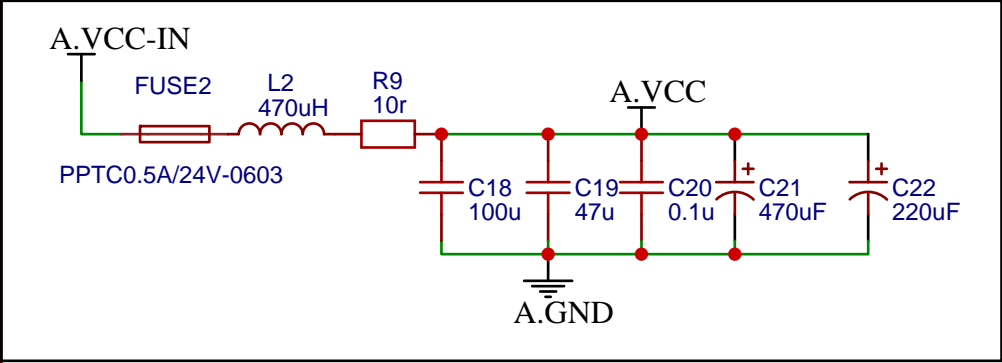 A.VCC-IN
FUSE2
L2
470uH
R9
10r
A.VCC
PPTC0.5A/24V-0603
C18
100u
C19
47u
C20
0.1u
+
C21
470uF
+
C22
220uF
A.GND